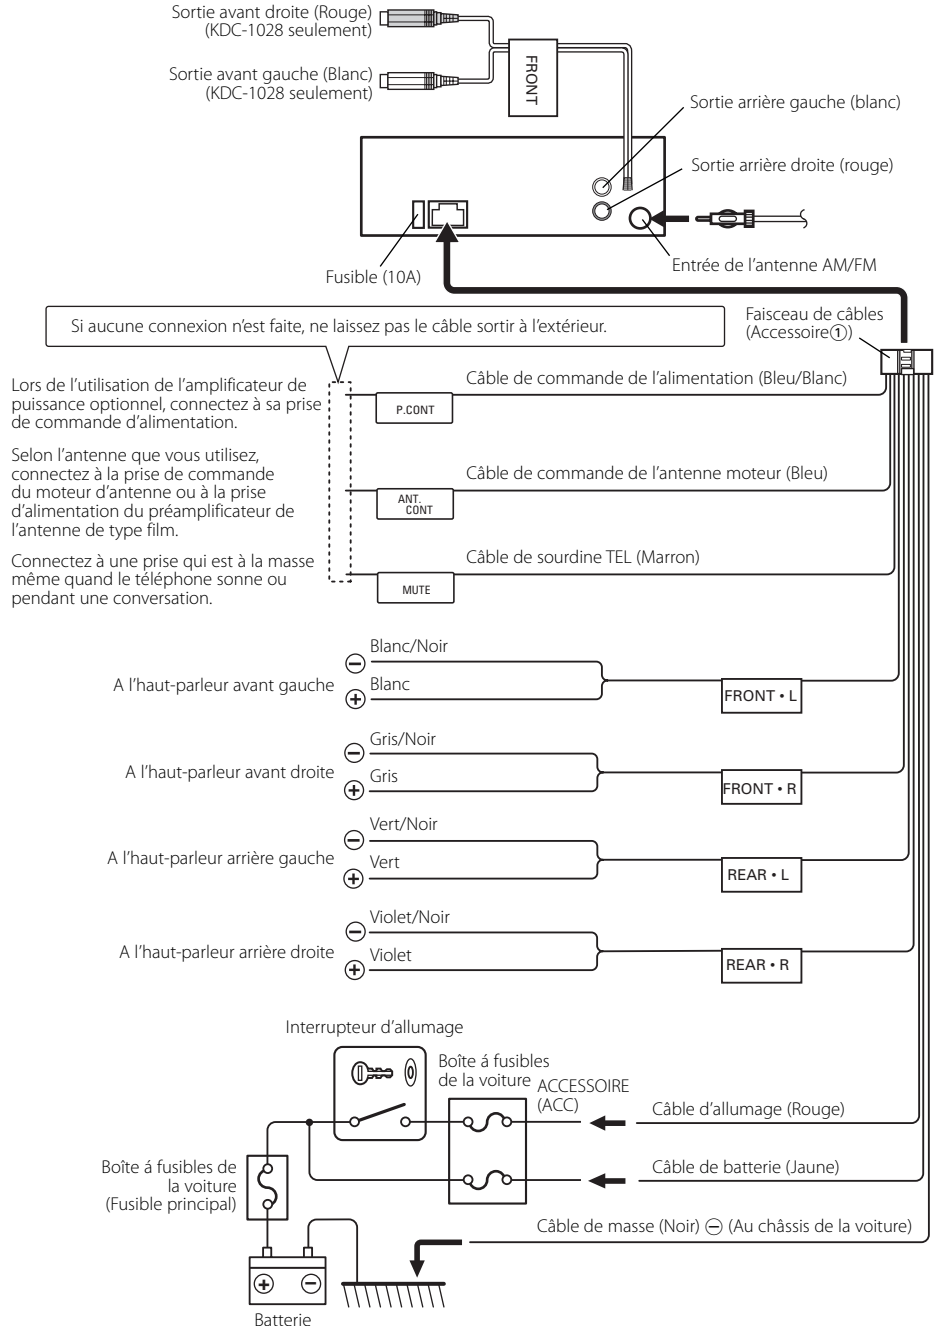 Sortie avant droite (Rouge)
(KDC-1028 seulement)
Sortie avant gauche (Blanc)
(KDC-1028 seulement)
FRONT
Sortie arrière gauche (blanc)
Sortie arrière droite (rouge)
Fusible (10A)
Entrée de l'antenne AM/FM
Faisceau de câbles
(Accessoire①)
Si aucune connexion n'est faite, ne laissez pas le câble sortir à l'extérieur.
Lors de l'utilisation de l'amplificateur de
puissance optionnel, connectez à sa prise
de commande d'alimentation.
Câble de commande de l'alimentation (Bleu/Blanc)
P.CONT
Selon l'antenne que vous utilisez,
connectez à la prise de commande
du moteur d'antenne ou à la prise
d'alimentation du préamplificateur de
l'antenne de type film.
Câble de commande de l'antenne moteur (Bleu)
ANT.
CONT
Connectez à une prise qui est à la masse
même quand le téléphone sonne ou
pendant une conversation.
Câble de sourdine TEL (Marron)
MUTE
A l'haut-parleur avant gauche
⊖ Blanc/Noir
⊕ Blanc
FRONT • L
A l'haut-parleur avant droite
⊖ Gris/Noir
⊕ Gris
FRONT • R
A l'haut-parleur arrière gauche
⊖ Vert/Noir
⊕ Vert
REAR • L
A l'haut-parleur arrière droite
⊖ Violet/Noir
⊕ Violet
REAR • R
Interrupteur d'allumage
Boîte á fusibles
de la voiture
ACCESSOIRE
(ACC)
Câble d'allumage (Rouge)
Boîte á fusibles de
la voiture
(Fusible principal)
Câble de batterie (Jaune)
Câble de masse (Noir) ⊖ (Au châssis de la voiture)
⊕ ⊖
Batterie